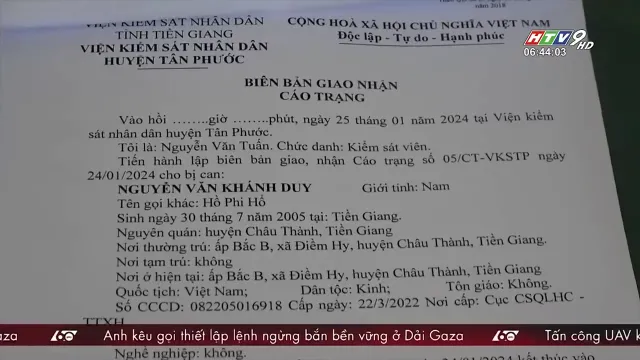 năm 2018
VIỆN KIỂM SÁT NHÂN DÂN
TỈNH TIỀN GIANG
VIỆN KIỂM SÁT NHÂN DÂN
HUYỆN TÂN PHƯỚC
CỘNG HOÀ XÃ HỘI CHỦ NGHĨA VIỆT NAM
Độc lập - Tự do - Hạnh phúc
HTV9 HD
06:44:03
BIÊN BẢN GIAO NHẬN
CÁO TRẠNG
Vào hồi ........giờ ........phút, ngày 25 tháng 01 năm 2024 tại Viện kiểm
sát nhân dân huyện Tân Phước.
Tôi là: Nguyễn Văn Tuấn. Chức danh: Kiểm sát viên.
Tiến hành lập biên bản giao, nhận Cáo trạng số 05/CT-VKSTP ngày
24/01/2024 cho bị can:
NGUYỄN VĂN KHÁNH DUY Giới tính: Nam
Tên gọi khác: Hồ Phi Hố
Sinh ngày 30 tháng 7 năm 2005 tại: Tiền Giang.
Nguyên quán: huyện Châu Thành, Tiền Giang
Nơi thường trú: ấp Bắc B, xã Điềm Hy, huyện Châu Thành, Tiền Giang.
Nơi tạm trú: không
Nơi ở hiện tại: ấp Bắc B, xã Điềm Hy, huyện Châu Thành, Tiền Giang
Quốc tịch: Việt Nam; Dân tộc: Kinh; Tôn giáo: Không.
Số CCCD: 082205016918 Cấp ngày: 22/3/2022 Nơi cấp: Cục CSQLHC -
TTXH
aza 60 Anh kêu gọi thiết lập lệnh ngừng bắn bền vững ở Dải Gaza 60 Tấn công UAV k
Nghề nghiệp: không.